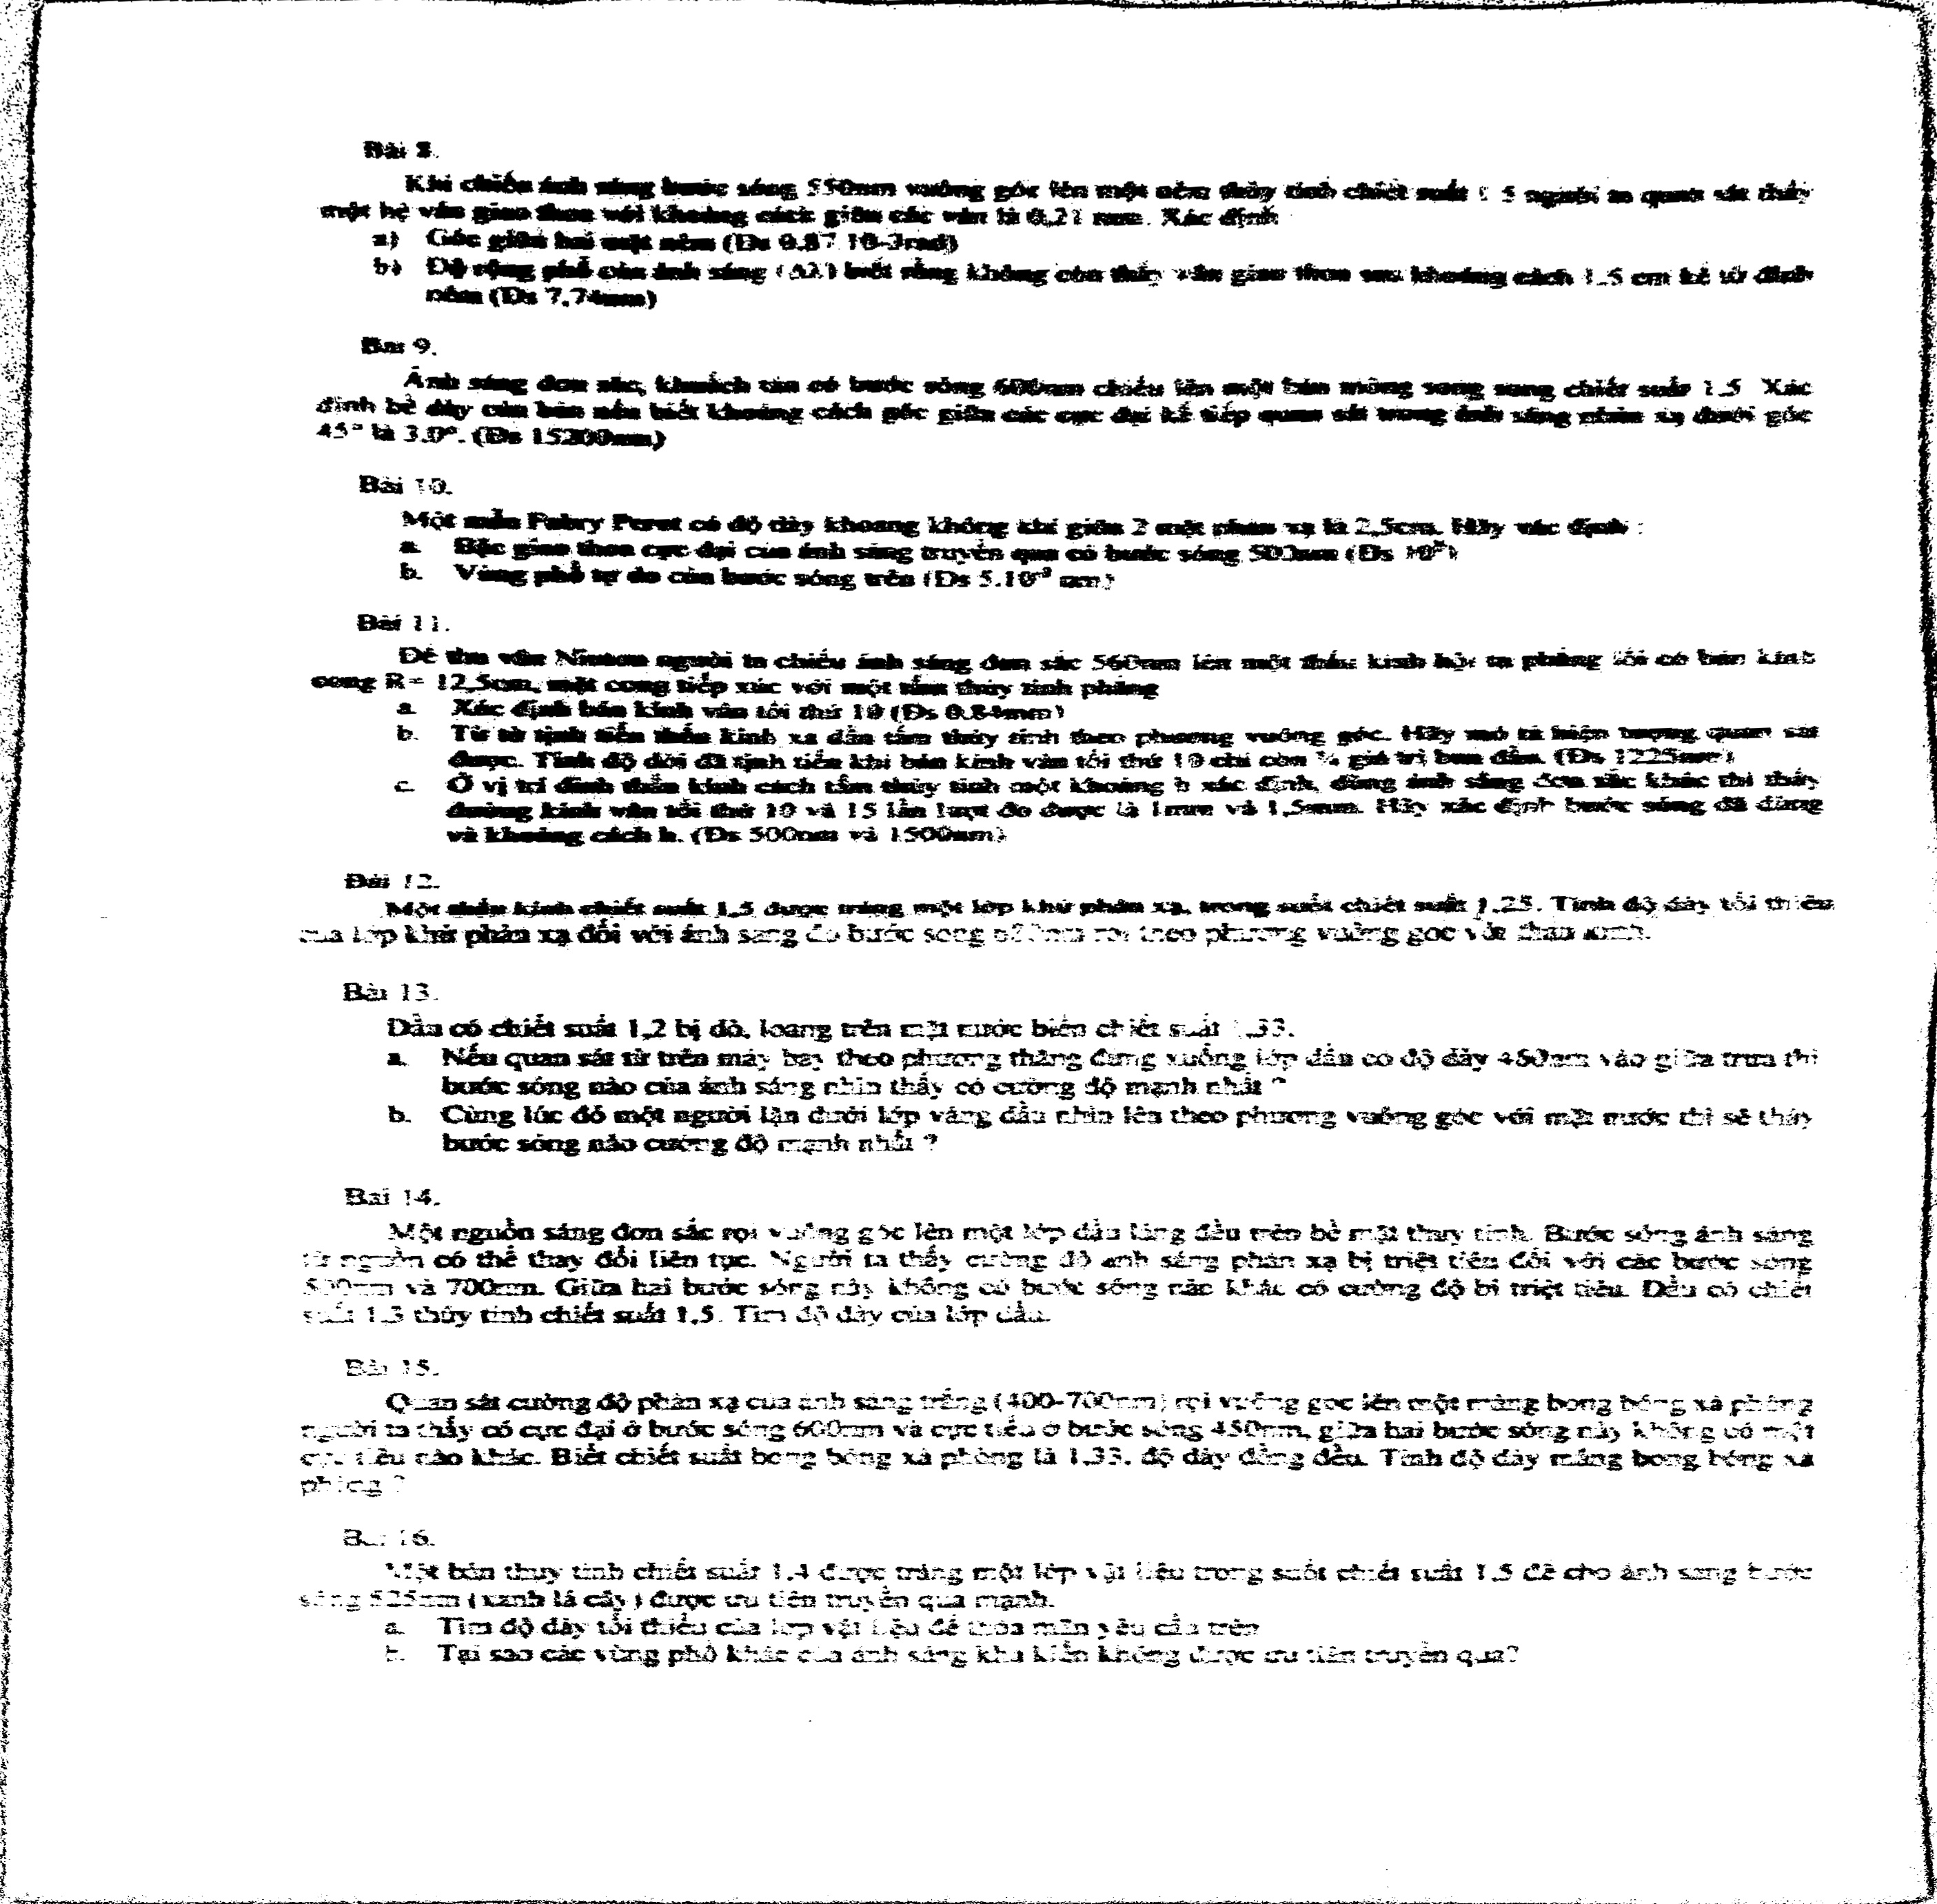 Bài 8.
Khi chiếu ánh sáng bước sóng 550nm vuông góc lên một nêm thủy tinh chiết suất 1.5 người ta quan sát thấy
một hệ vân giao thoa với khoảng cách giữa các vân là 0,21 mm. Xác định
a) Góc giữa hai mặt nêm (Đs 0.87 10-3rad)
b) Độ rộng phổ của ánh sáng (Δλ) biết rằng không còn thấy vân giao thoa sau khoảng cách 1.5 cm kể từ đỉnh
nêm (Đs 7,74nm)
Bài 9.
Ánh sáng đơn sắc, khuếch tán có bước sóng 600nm chiếu lên một bản mỏng song song chiết suất 1.5 Xác
định bề dày của bản nếu biết khoảng cách góc giữa các cực đại kế tiếp quan sát trong ánh sáng phản xạ dưới góc
45° là 3.0°. (Đs 15200nm)
Bài 10.
Một mẫu Fabry Perot có độ dày khoang không khí giữa 2 mặt phản xạ là 2,5cm. Hãy xác định :
a. Bậc giao thoa cực đại của ánh sáng truyền qua có bước sóng 500nm (Đs 10⁵)
b. Vùng phổ tự do của bước sóng trên (Đs 5.10⁻³ nm)
Bài 11.
Để thu vân Niuton người ta chiếu ánh sáng đơn sắc 560nm lên một thấu kính hội tụ phẳng lồi có bán kính
cong R= 12,5cm, mặt cong tiếp xúc với một tấm thủy tinh phẳng
a. Xác định bán kính vân tối thứ 10 (Đs 0.84mm)
b. Từ từ tịnh tiến thấu kính xa dần tấm thủy tinh theo phương vuông góc. Hãy mô tả hiện tượng quan sát
được. Tính độ dời đã tịnh tiến khi bán kính vân tối thứ 10 chỉ còn giá trị ban đầu. (Đs 1225nm)
c. Ở vị trí đỉnh thấu kính cách tấm thủy tinh một khoảng h xác định, dùng ánh sáng đơn sắc khác thì thấy
đường kính vân tối thứ 10 và 15 lần lượt đo được là 1mm và 1,5mm. Hãy xác định bước sóng đã dùng
và khoảng cách h. (Đs 500nm và 1500nm)
Bài 12.
Một thấu kính chiết suất 1,5 được tráng một lớp khử phản xạ, trong suốt chiết suất 1.25. Tính độ dày tối thiểu
của lớp khử phản xạ đối với ánh sáng đỏ bước sóng rọi theo phương vuông góc với thấu kính.
Bài 13.
Dầu có chiết suất 1,2 bị dò, loang trên mặt nước biển chiết suất 1.33.
a. Nếu quan sát từ trên máy bay theo phương thẳng đứng xuống lớp dầu có độ dày 460nm vào giữa trưa thì
bước sóng nào của ánh sáng nhìn thấy có cường độ mạnh nhất ?
b. Cùng lúc đó một người lặn dưới lớp váng dầu nhìn lên theo phương vuông góc với mặt nước thì sẽ thấy
bước sóng nào cường độ mạnh nhất ?
Bài 14.
Một nguồn sáng đơn sắc rọi vuông góc lên một lớp dầu láng đều trên bề mặt thủy tinh. Bước sóng ánh sáng
từ nguồn có thể thay đổi liên tục. Người ta thấy cường độ ánh sáng phản xạ bị triệt tiêu đối với các bước sóng
500nm và 700nm. Giữa hai bước sóng này không có bước sóng nào khác có cường độ bị triệt tiêu. Dầu có chiết
suất 1.3 thủy tinh chiết suất 1,5. Tìm độ dày của lớp dầu.
Bài 15.
Quan sát cường độ phản xạ của ánh sáng trắng (400-700nm) rọi vuông góc lên một màng bong bóng xà phòng
người ta thấy có cực đại ở bước sóng 600nm và cực tiểu ở bước sóng 450nm, giữa hai bước sóng này không có một
cực tiểu nào khác. Biết chiết suất bong bóng xà phòng là 1.33, độ dày đồng đều. Tính độ dày màng bong bóng xà
phòng ?
Bài 16.
Một bản thủy tinh chiết suất 1.4 được tráng một lớp vật liệu trong suốt chiết suất 1.5 để cho ánh sáng bước
sóng 525nm (xanh lá cây) được ưu tiên truyền qua mạnh.
a. Tìm độ dày tối thiểu của lớp vật liệu để thỏa mãn yêu cầu trên
b. Tại sao các vùng phổ khác của ánh sáng khả kiến không được ưu tiên truyền qua?